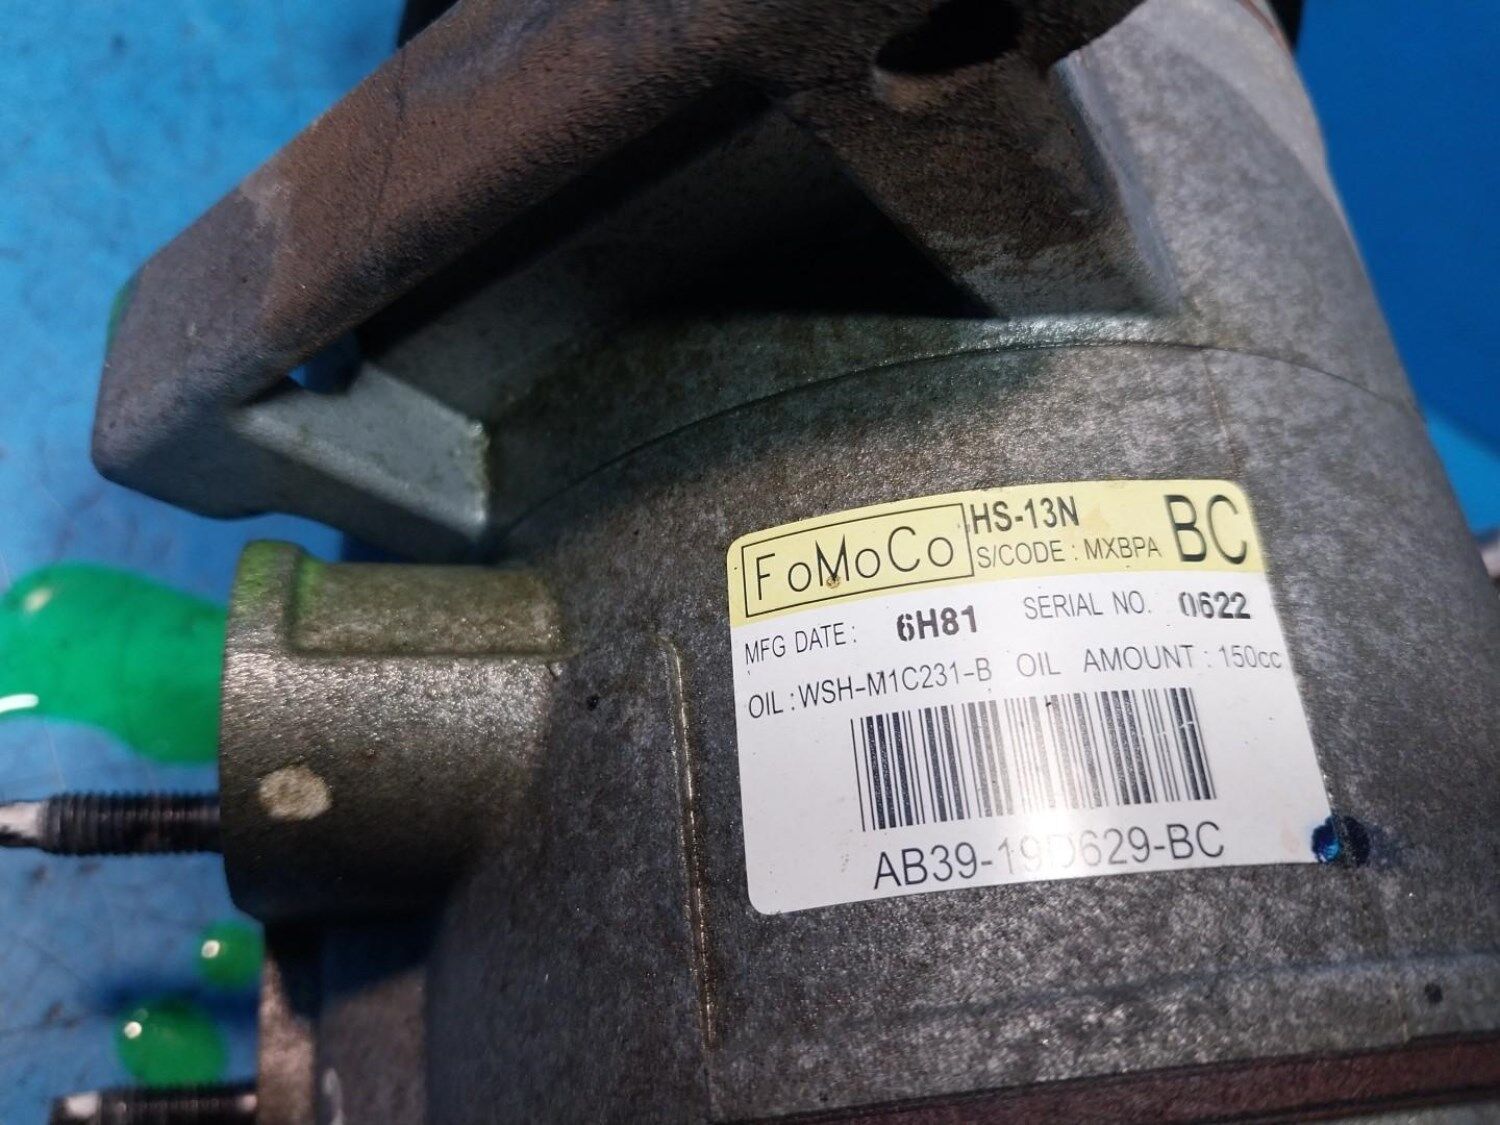 FoMoCo HS-13N BC
S/CODE : MXBPA
MFG DATE : 6H81 SERIAL NO. 0622
OIL : WSH-M1C231-B OIL AMOUNT : 150cc
AB39-19D629-BC